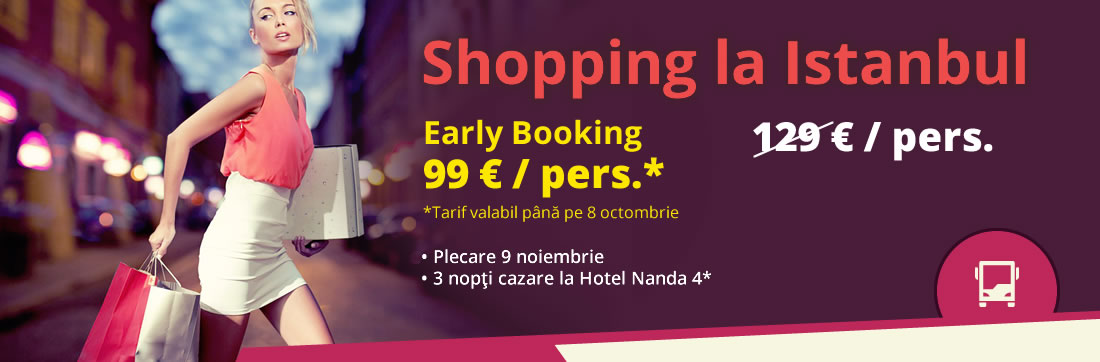 Shopping la Istanbul
Early Booking
99 € / pers.*
129 € / pers.
*Tarif valabil până pe 8 octombrie
• Plecare 9 noiembrie
• 3 nopți cazare la Hotel Nanda 4*